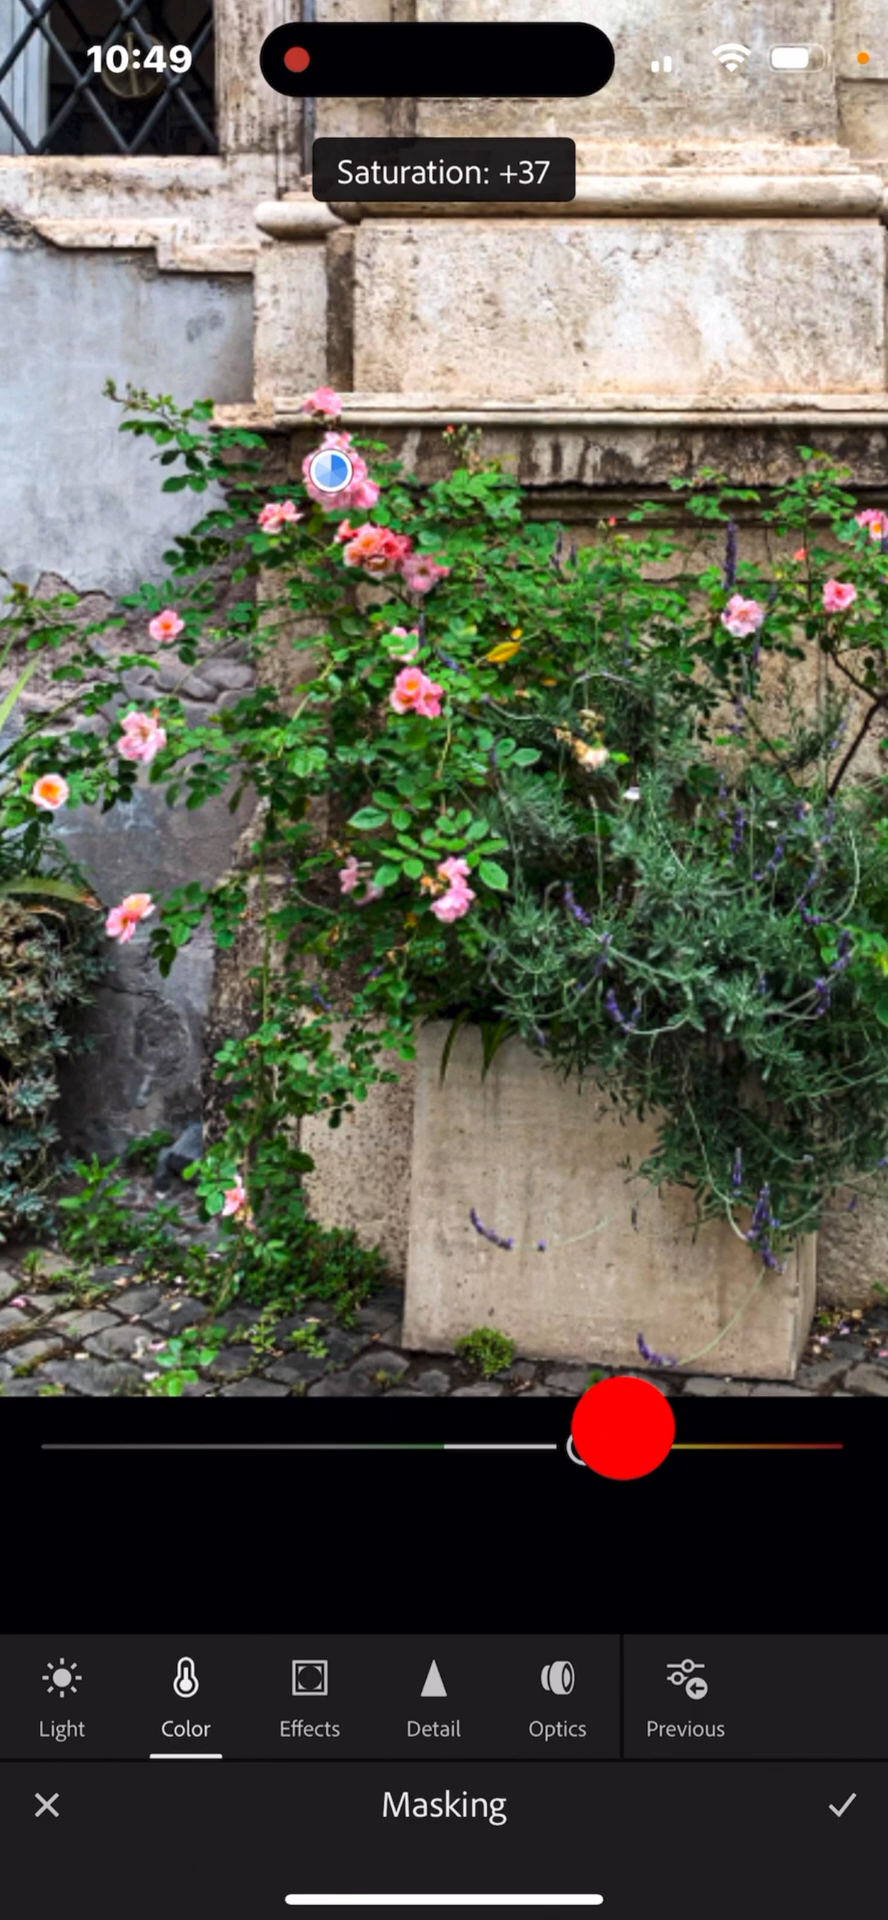 10:49
Saturation: +37
Light
Color
Effects
Detail
Optics
Previous
Masking